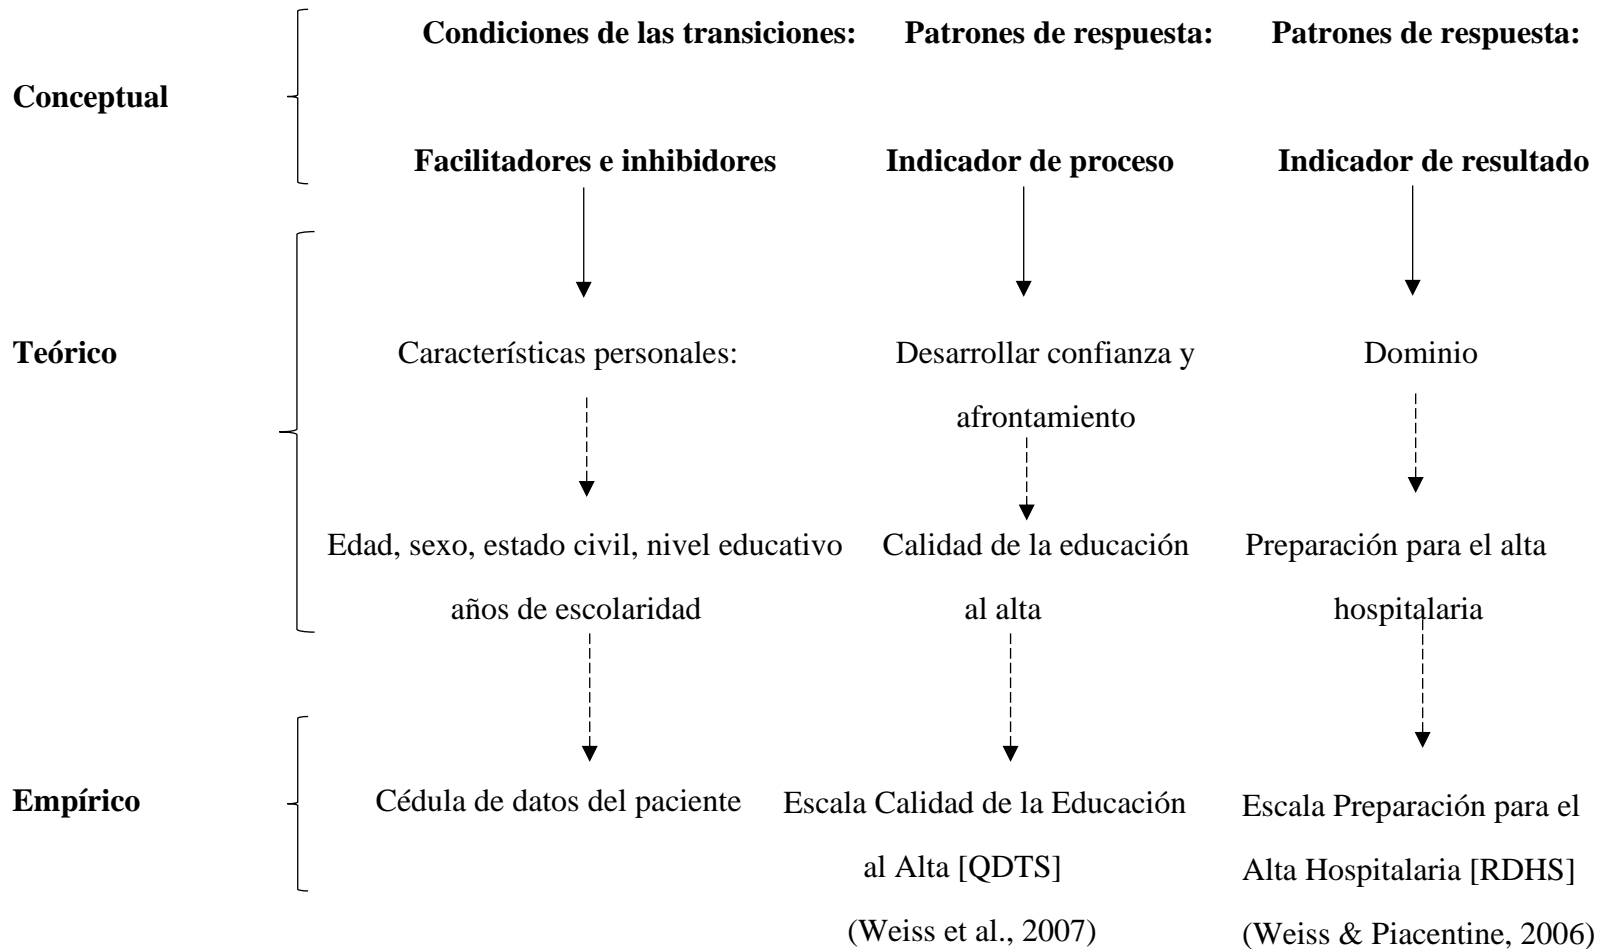 Condiciones de las transiciones: Patrones de respuesta: Patrones de respuesta:
Conceptual
Facilitadores e inhibidores Indicador de proceso Indicador de resultado
Teórico Características personales: Desarrollar confianza y Dominio
afrontamiento
Edad, sexo, estado civil, nivel educativo Calidad de la educación Preparación para el alta
años de escolaridad al alta hospitalaria
Empírico Cédula de datos del paciente Escala Calidad de la Educación Escala Preparación para el
al Alta [QDTS] Alta Hospitalaria [RDHS]
(Weiss et al., 2007) (Weiss & Piacentine, 2006)